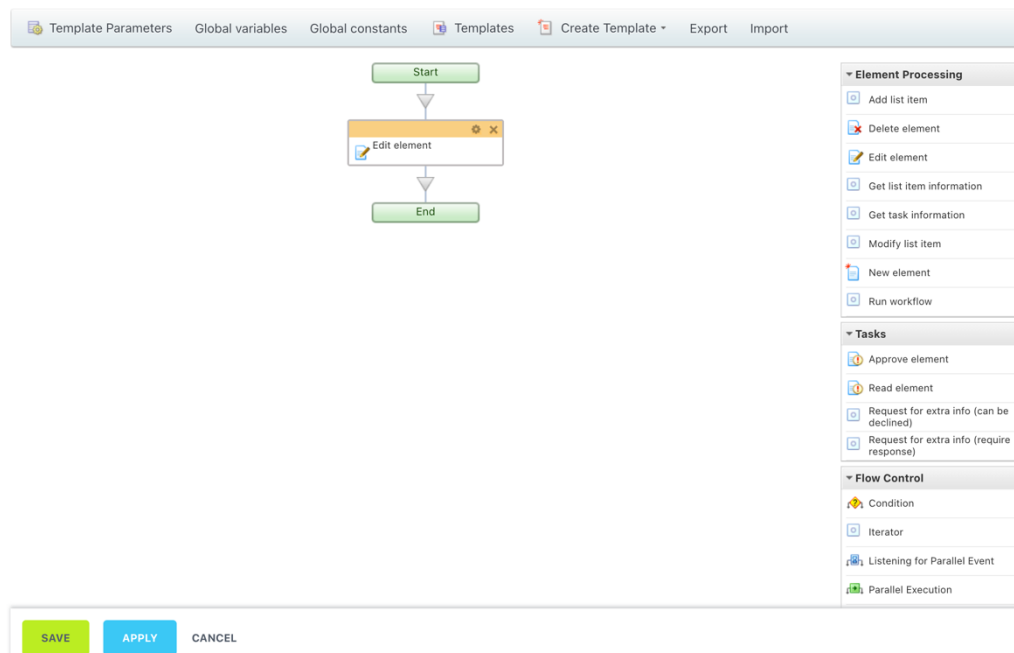 Template Parameters Global variables Global constants Templates Create Template Export Import
Start
Edit element
End
Element Processing
Add list item
Delete element
Edit element
Get list item information
Get task information
Modify list item
New element
Run workflow
Tasks
Approve element
Read element
Request for extra info (can be
declined)
Request for extra info (require
response)
Flow Control
Condition
Iterator
Listening for Parallel Event
Parallel Execution
SAVE APPLY CANCEL